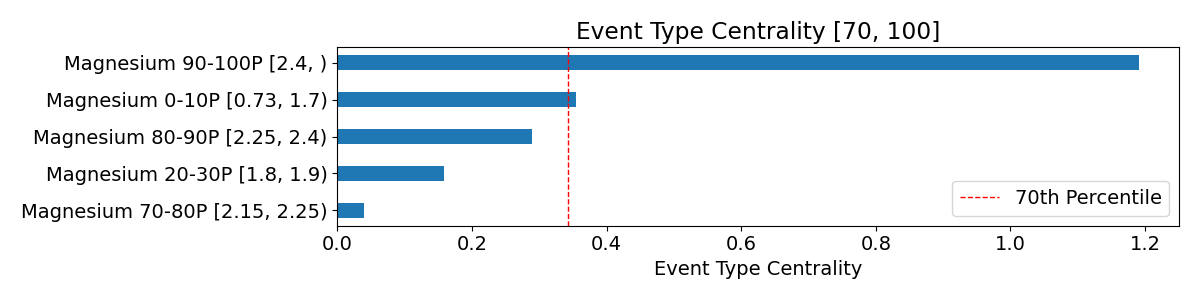 Event Type Centrality [70, 100]
Magnesium 90-100P [2.4, )
Magnesium 0-10P [0.73, 1.7)
Magnesium 80-90P [2.25, 2.4)
Magnesium 20-30P [1.8, 1.9)
Magnesium 70-80P [2.15, 2.25)
70th Percentile
0.0 0.2 0.4 0.6 0.8 1.0 1.2
Event Type Centrality